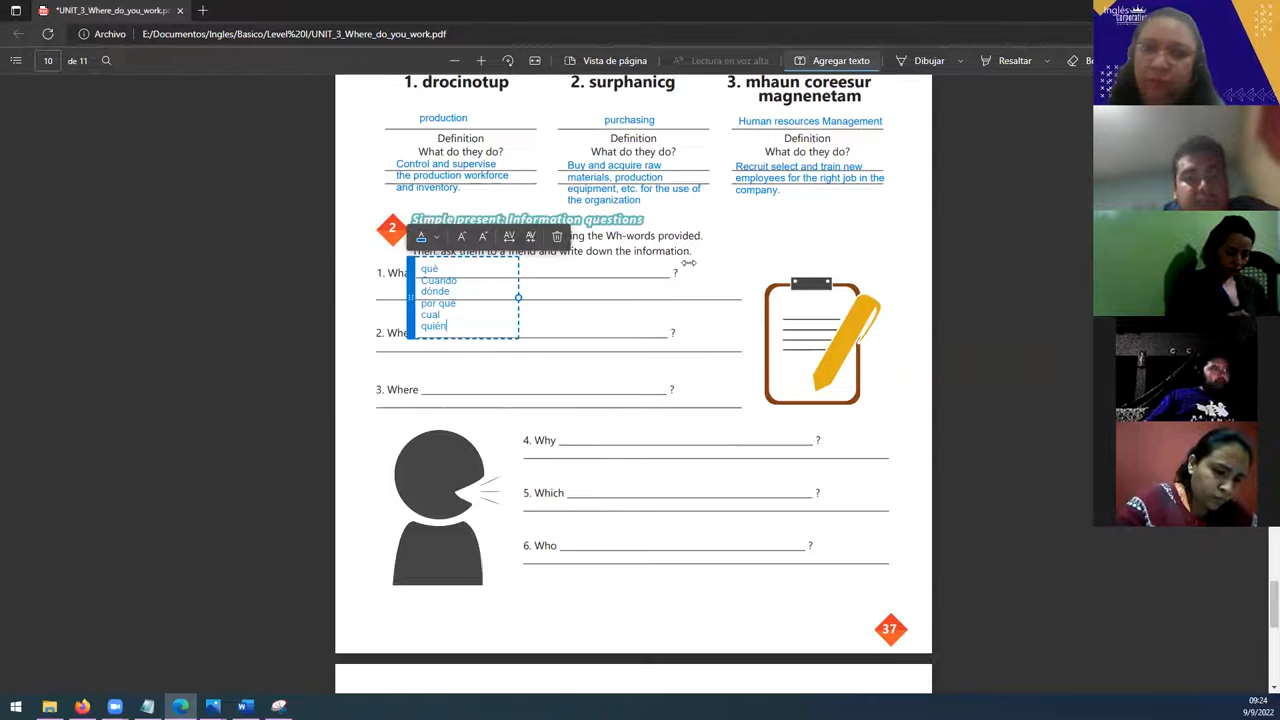 *UNIT_3_Where_do_you_work.pdf
Archivo
E:/Documentos/Ingles/Basico/Level%20I/UNIT_3_Where_do_you_work.pdf
10
de 11
Vista de página
Lectura en voz alta
Agregar texto
Dibujar
Resaltar
Inglés
Corporativo
1. drocinotup
2. surphanicg
3. mhaun coreesur
magnenetam
production
purchasing
Human resources Management
Definition
Definition
Definition
What do they do?
What do they do?
What do they do?
Control and supervise
the production workforce
and inventory.
Buy and acquire raw
materials, production
equipment, etc. for the use of
the organization
Recruit select and train new
employees for the right job in the
company.
2
Simple present: Information questions
ing the Wh-words provided.
Then, ask them to a friend and write down the information.
1. Wha
?
qué
Cuándo
dónde
por qué
cual
quién
2. Whe
?
3. Where
?
4. Why
?
5. Which
?
6. Who
?
37
09:24
9/9/2022